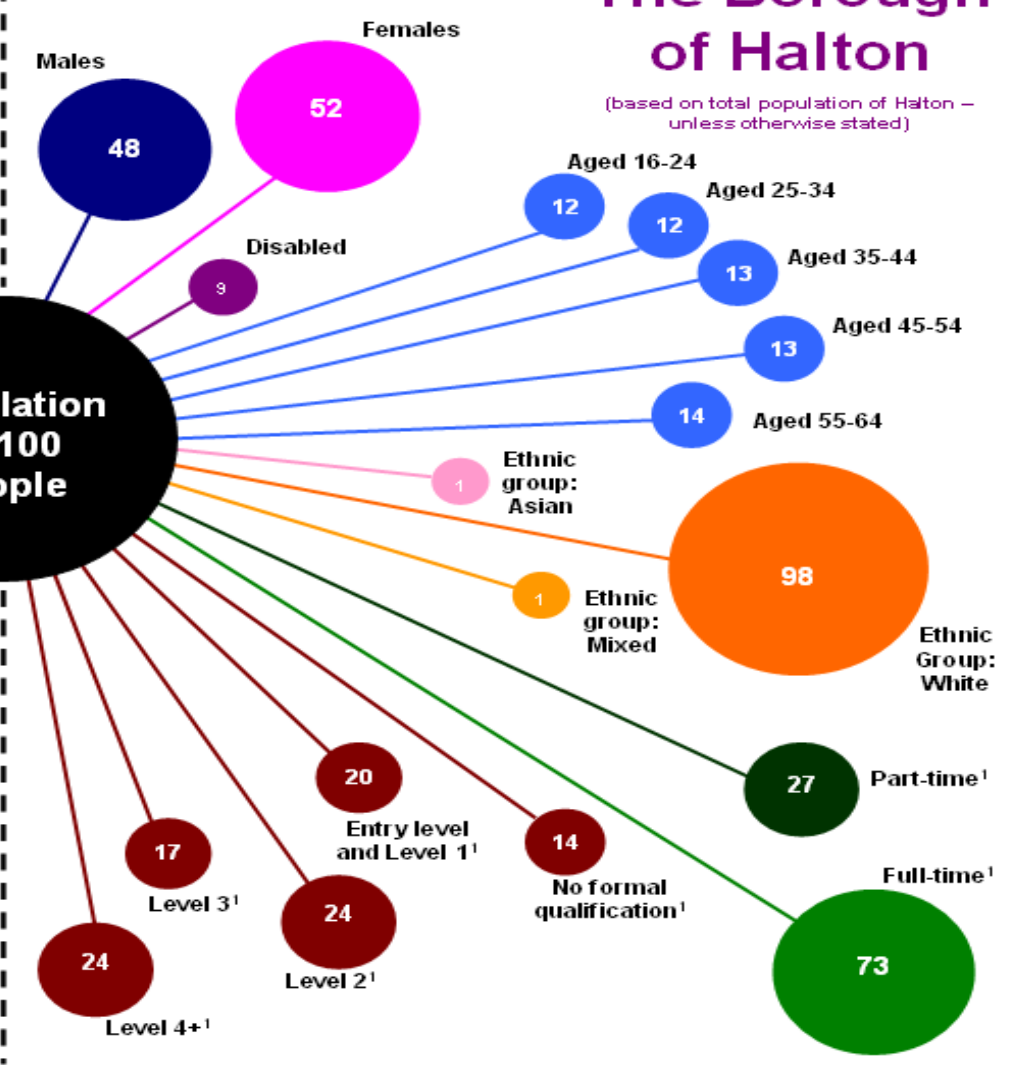 The Borough
of Halton
(based on total population of Halton –
unless otherwise stated)
Females
Males
52
48
Aged 16-24
12
Aged 25-34
12
Disabled
9
Aged 35-44
13
Aged 45-54
13
14
Aged 55-64
lation
100
ople
Ethnic
group:
Asian
1
98
1
Ethnic
group:
Mixed
Ethnic
Group:
White
27
Part-time¹
20
Entry level
and Level 1¹
14
No formal
qualification¹
17
Level 3¹
24
Level 2¹
Full-time¹
73
24
Level 4+¹